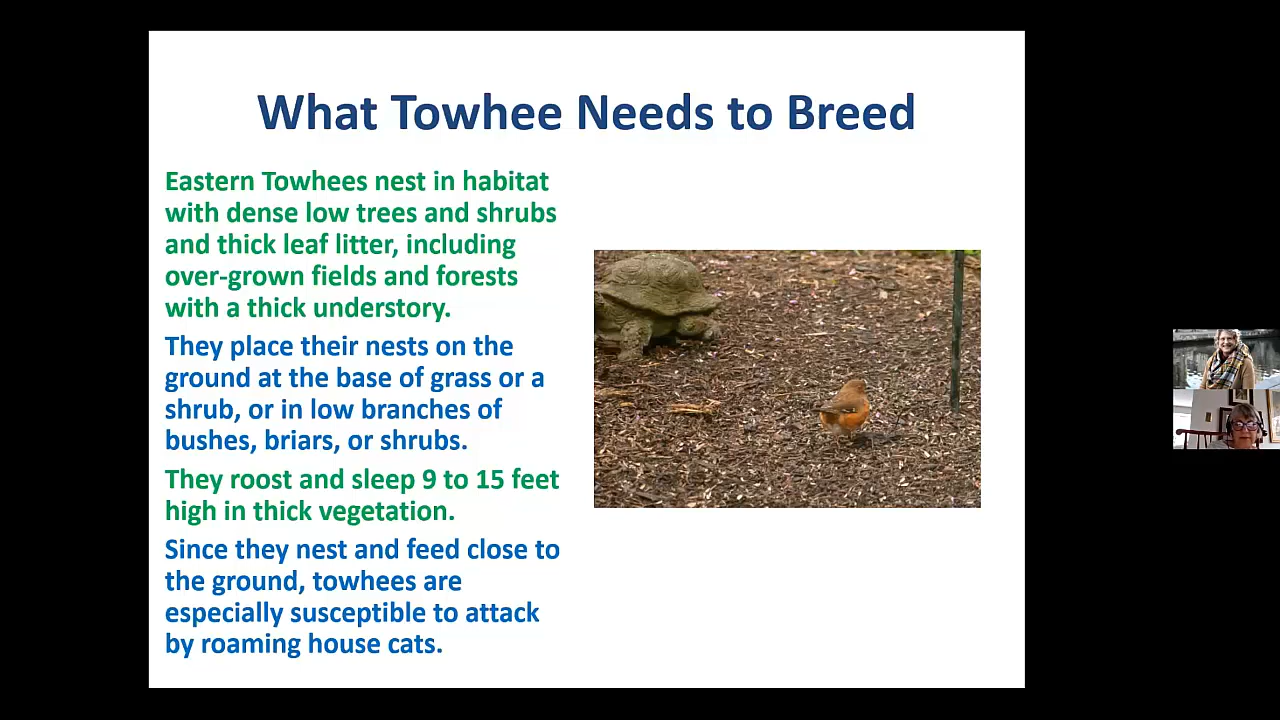 What Towhee Needs to Breed
Eastern Towhees nest in habitat
with dense low trees and shrubs
and thick leaf litter, including
over-grown fields and forests
with a thick understory.
They place their nests on the
ground at the base of grass or a
shrub, or in low branches of
bushes, briars, or shrubs.
They roost and sleep 9 to 15 feet
high in thick vegetation.
Since they nest and feed close to
the ground, towhees are
especially susceptible to attack
by roaming house cats.